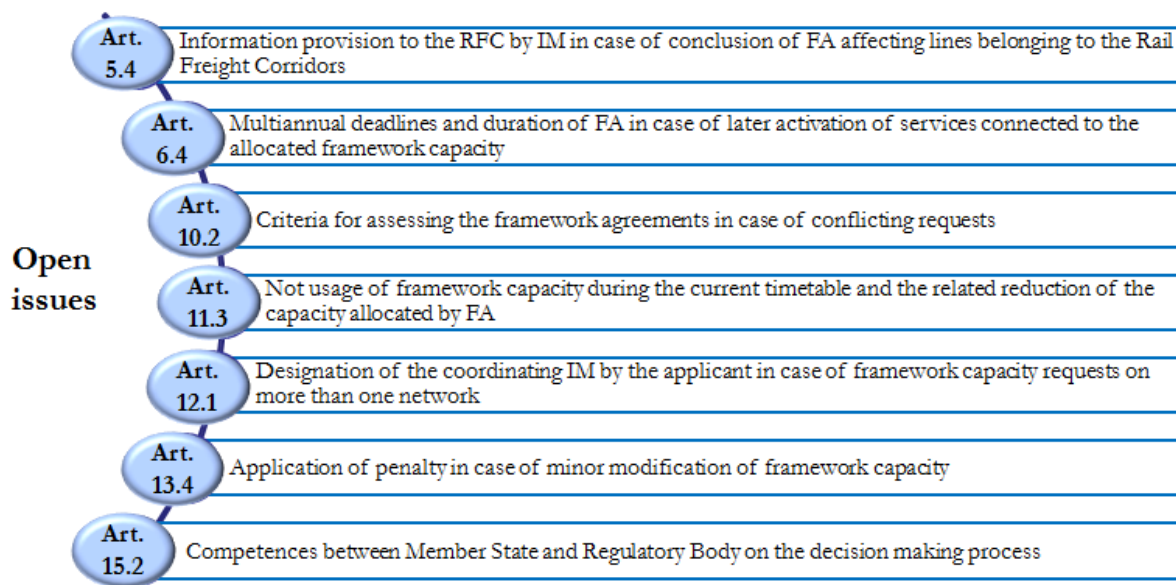 Art.
5.4
Information provision to the RFC by IM in case of conclusion of FA affecting lines belonging to the Rail
Freight Corridors
Art.
6.4
Multiannual deadlines and duration of FA in case of later activation of services connected to the
allocated framework capacity
Art.
10.2
Criteria for assessing the framework agreements in case of conflicting requests
Open
issues
Art.
11.3
Not usage of framework capacity during the current timetable and the related reduction of the
capacity allocated by FA
Art.
12.1
Designation of the coordinating IM by the applicant in case of framework capacity requests on
more than one network
Art.
13.4
Application of penalty in case of minor modification of framework capacity
Art.
15.2
Competences between Member State and Regulatory Body on the decision making process